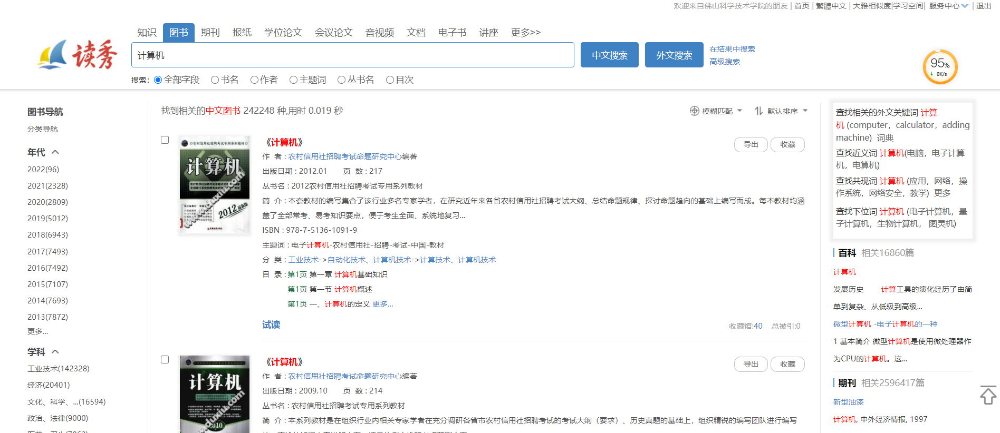 欢迎来自佛山科学技术学院的朋友 | 首页 | 繁體中文 | 大雅相似度|学习空间| 服务中心 | 退出
知识 图书 期刊 报纸 学位论文 会议论文 音视频 文档 电子书 讲座 更多>>
读秀
计算机
中文搜索 外文搜索
在结果中搜索
高级搜索
搜索: 全部字段 书名 作者 主题词 丛书名 目次
95%
0K/s
图书导航
分类导航
年代
2022(96)
2021(2328)
2020(2809)
2019(5012)
2018(6943)
2017(7493)
2016(7492)
2015(7107)
2014(7693)
2013(7872)
更多...
学科
工业技术(142328)
经济(20401)
文化、科学、...(16594)
政治、法律(9000)
找到相关的中文图书 242248 种,用时 0.019 秒
模糊匹配 默认排序
农村信用社招聘考试专用系列教材
计算机
2012最新版
www.duxiu.com
《计算机》
导出 收藏
作 者 : 农村信用社招聘考试命题研究中心编著
出版日期 : 2012.01 页 数 : 217
丛书名 : 2012农村信用社招聘考试专用系列教材
简 介 : 本套教材的编写集合了该行业多名专家学者，在研究近年来各省农村信用社招聘考试大纲、总结命题规律、探讨命题趋向的基础上编写而成。每本教材均涵
盖了全部常考、易考知识要点，便于考生全面、系统地复习...
ISBN : 978-7-5136-1091-9
主题词 : 电子计算机-农村信用社-招聘-考试-中国-教材
分 类 : 工业技术->自动化技术、计算机技术->计算技术、计算机技术
目 录 : 第1页 第一章 计算机基础知识
第1页 第一节 计算机概述
第1页 一、计算机的定义 更多...
试读
收藏馆:40 总被引:0
计算机
《计算机》
导出 收藏
作 者 : 农村信用社招聘考试命题研究中心编著
出版日期 : 2009.10 页 数 : 214
丛书名 : 农村信用社招聘考试专用系列教材
简 介 : 本系列教材是在组织行业内相关专家学者在充分调研各省市农村信用社招聘考试的考试大纲（要求）、历史真题的基础上，组织精锐的编写团队进行编写
查找相关的外文关键词 计算
机 (computer，calculator，adding
machine) 词典
查找近义词 计算机(电脑，电子计算
机，电算机)
查找共现词 计算机 (应用，网络，操
作系统，网络安全，教学) 更多
查找下位词 计算机 (电子计算机，量
子计算机，生物计算机， 图灵机)
百科 相关16860篇
计算机
发展历史 计算工具的演化经历了由简
单到复杂、从低级到高级...
微型计算机 -电子计算机的一种
1 基本简介 微型计算机是使用微处理器作
为CPU的计算机。这...
期刊 相关2596417篇
新型油漆
计算机, 中外经济情报, 1997